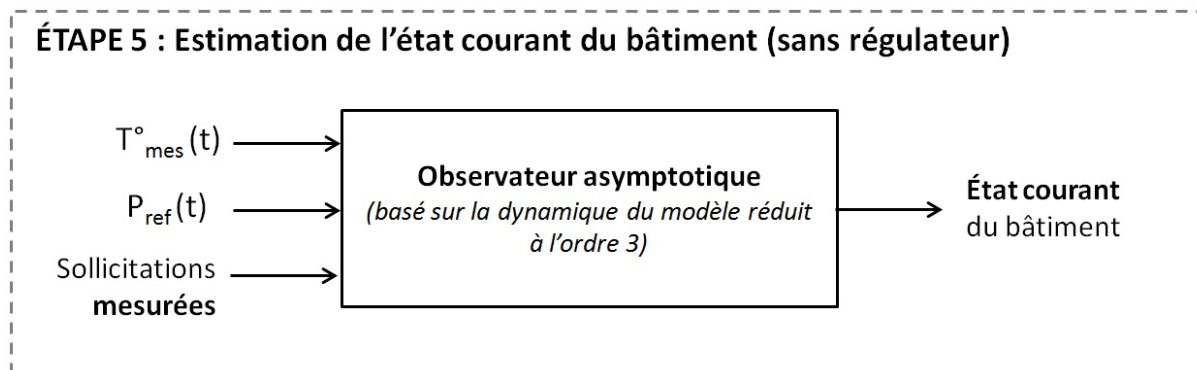 ÉTAPE 5 : Estimation de l’état courant du bâtiment (sans régulateur)
T°mes (t)
Pref (t)
Sollicitations
mesurées
Observateur asymptotique
(basé sur la dynamique du modèle réduit
à l’ordre 3)
État courant
du bâtiment